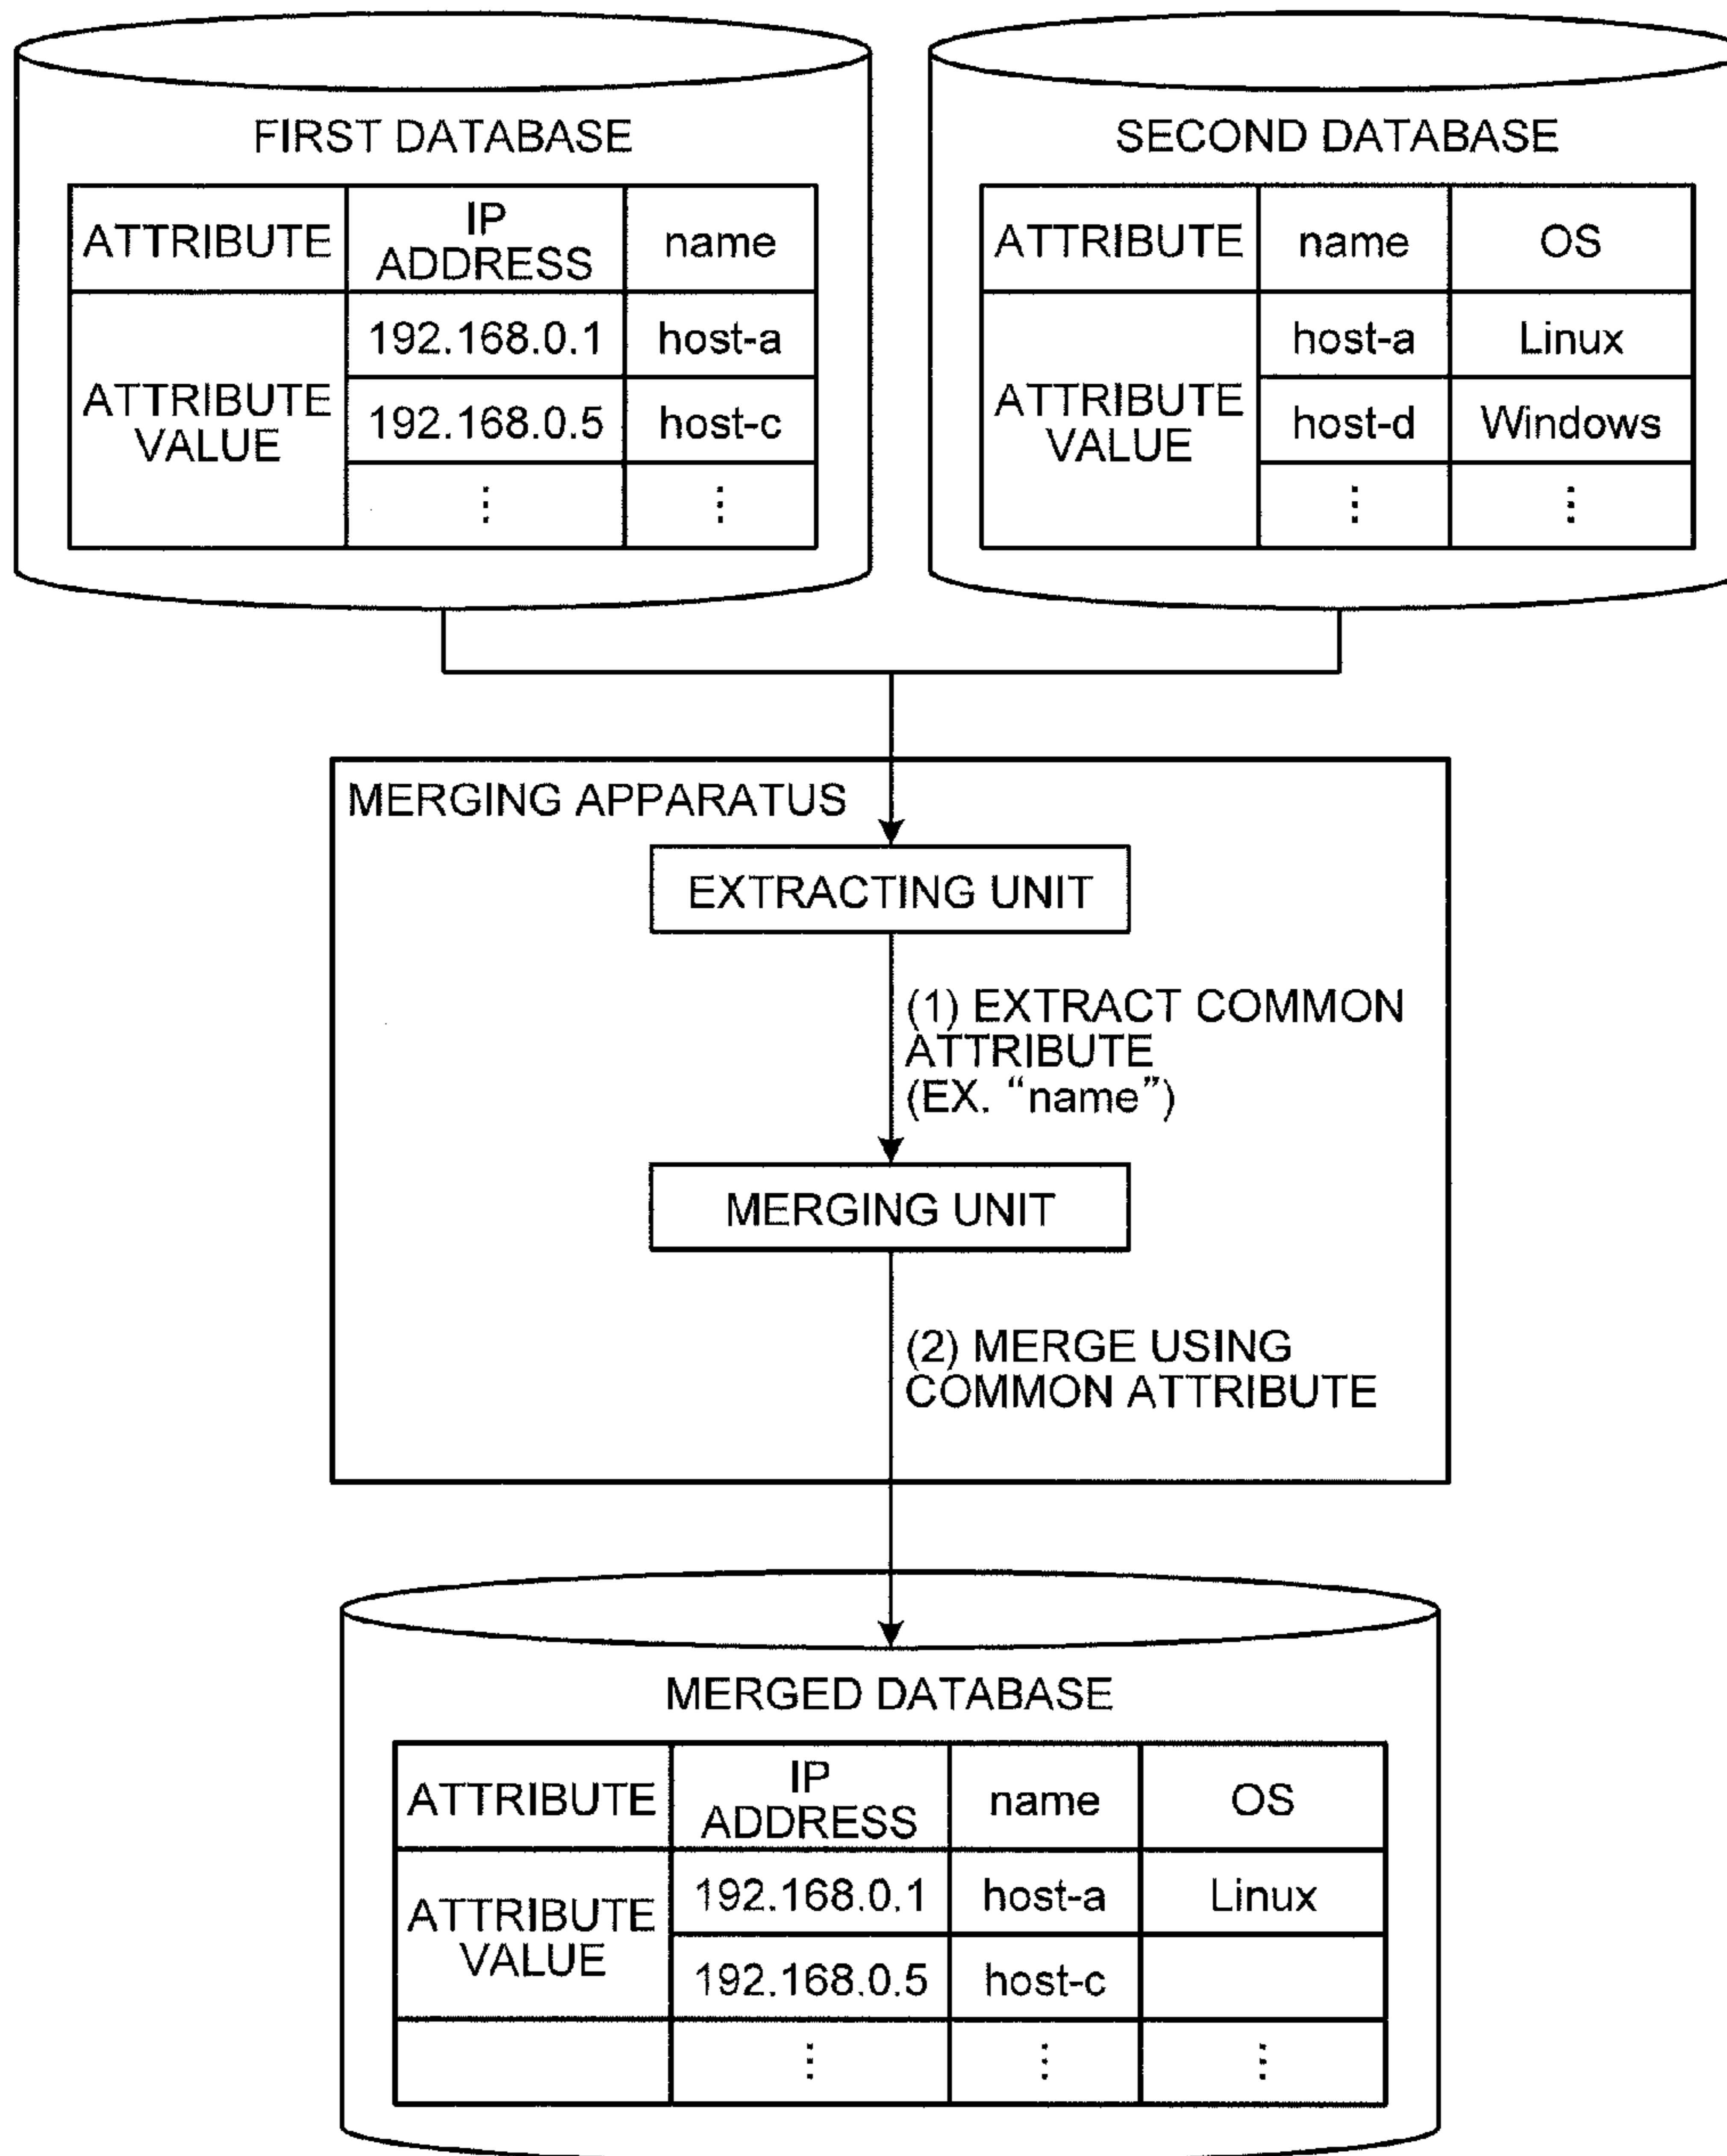 FIRST DATABASE
ATTRIBUTE IP ADDRESS name
ATTRIBUTE VALUE 192.168.0.1 host-a
192.168.0.5 host-c
⋮ ⋮
SECOND DATABASE
ATTRIBUTE name OS
ATTRIBUTE VALUE host-a Linux
host-d Windows
⋮ ⋮
MERGING APPARATUS
EXTRACTING UNIT
(1) EXTRACT COMMON
ATTRIBUTE
(EX. “name”)
MERGING UNIT
(2) MERGE USING
COMMON ATTRIBUTE
MERGED DATABASE
ATTRIBUTE IP ADDRESS name OS
ATTRIBUTE VALUE 192.168.0.1 host-a Linux
192.168.0.5 host-c
⋮ ⋮ ⋮